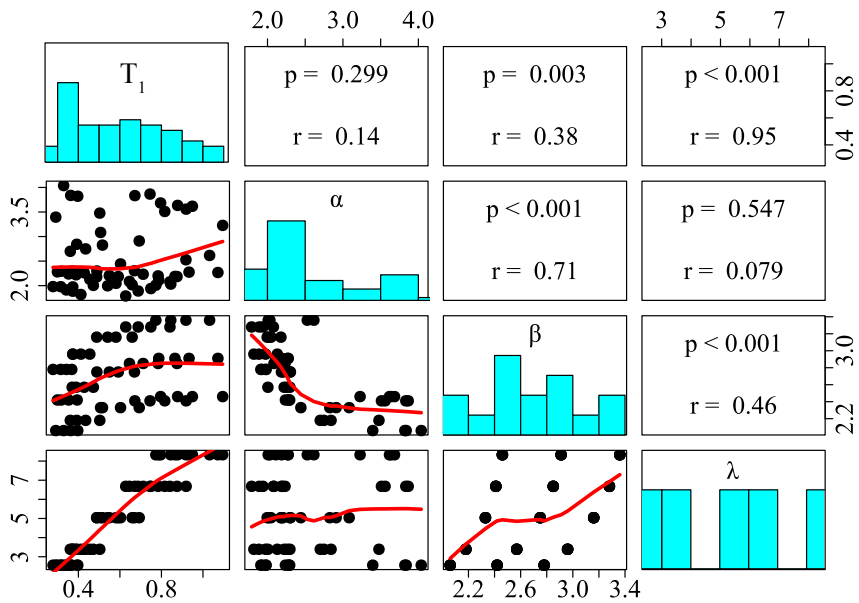 2.0 3.0 4.0
3 5 7
T1
p = 0.299
r = 0.14
p = 0.003
r = 0.38
p < 0.001
r = 0.95
0.4 0.8
2.0 3.5
α
p < 0.001
r = 0.71
p = 0.547
r = 0.079
β
p < 0.001
r = 0.46
2.2 3.0
3 5 7
λ
0.4 0.8
2.2 2.6 3.0 3.4